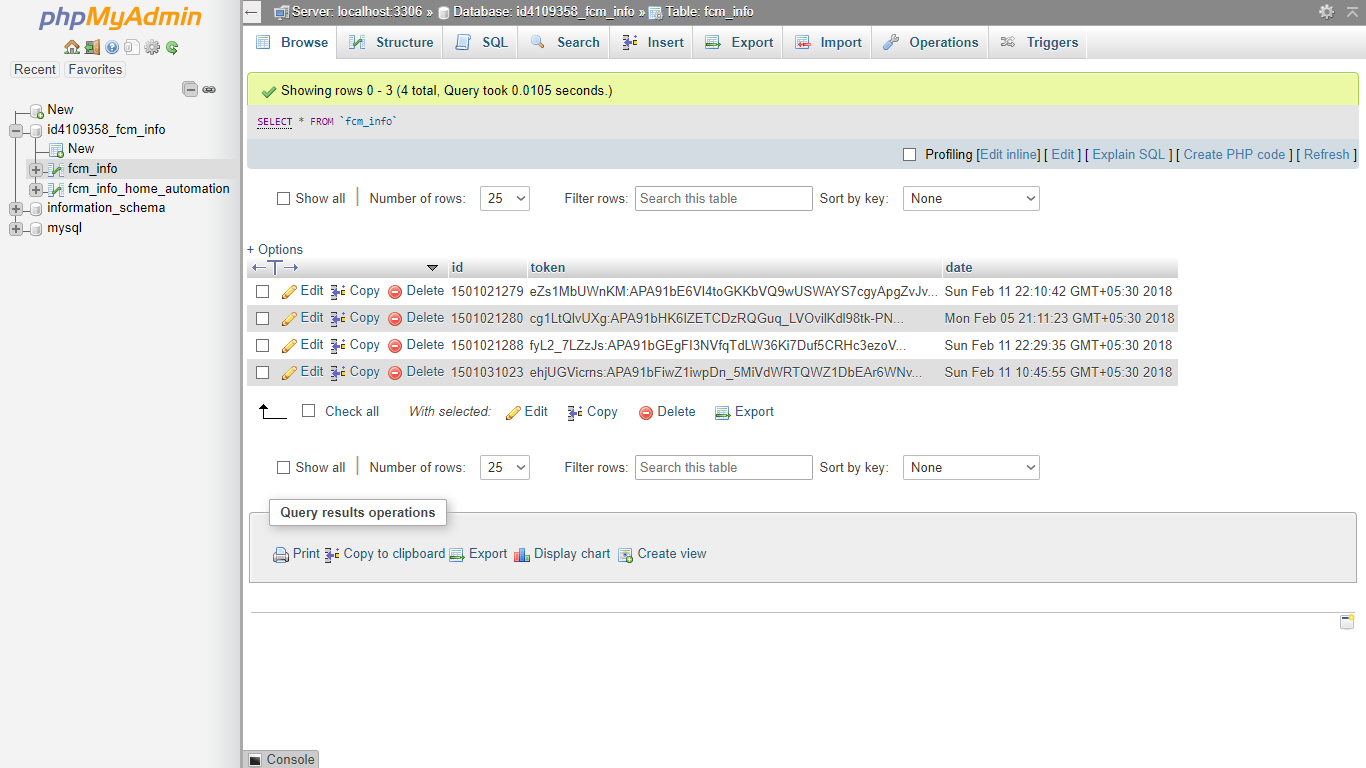 phpMyAdmin
Recent Favorites
New
id4109358_fcm_info
New
fcm_info
fcm_info_home_automation
information_schema
mysql
Server: localhost:3306 » Database: id4109358_fcm_info » Table: fcm_info
Browse Structure SQL Search Insert Export Import Operations Triggers
Showing rows 0 - 3 (4 total, Query took 0.0105 seconds.)
SELECT * FROM `fcm_info`
Profiling [Edit inline] [ Edit ] [ Explain SQL ] [ Create PHP code ] [ Refresh ]
Show all Number of rows: 25 Filter rows: Search this table Sort by key: None
+ Options
id token date
Edit Copy Delete 1501021279 eZs1MbUWnKM:APA91bE6VI4toGKKbVQ9wUSWAYS7cgyApgZvJv... Sun Feb 11 22:10:42 GMT+05:30 2018
Edit Copy Delete 1501021280 cg1LtQlvUXg:APA91bHK6IZETCDzRQGuq_LVOvilKdl98tk-PN... Mon Feb 05 21:11:23 GMT+05:30 2018
Edit Copy Delete 1501021288 fyL2_7LZzJs:APA91bGEgFI3NVfqTdLW36Ki7Duf5CRHc3ezoV... Sun Feb 11 22:29:35 GMT+05:30 2018
Edit Copy Delete 1501031023 ehjUGVicrns:APA91bFiwZ1iwpDn_5MiVdWRTQWZ1DbEAr6WNv... Sun Feb 11 10:45:55 GMT+05:30 2018
Check all With selected: Edit Copy Delete Export
Show all Number of rows: 25 Filter rows: Search this table Sort by key: None
Query results operations
Print Copy to clipboard Export Display chart Create view
Console